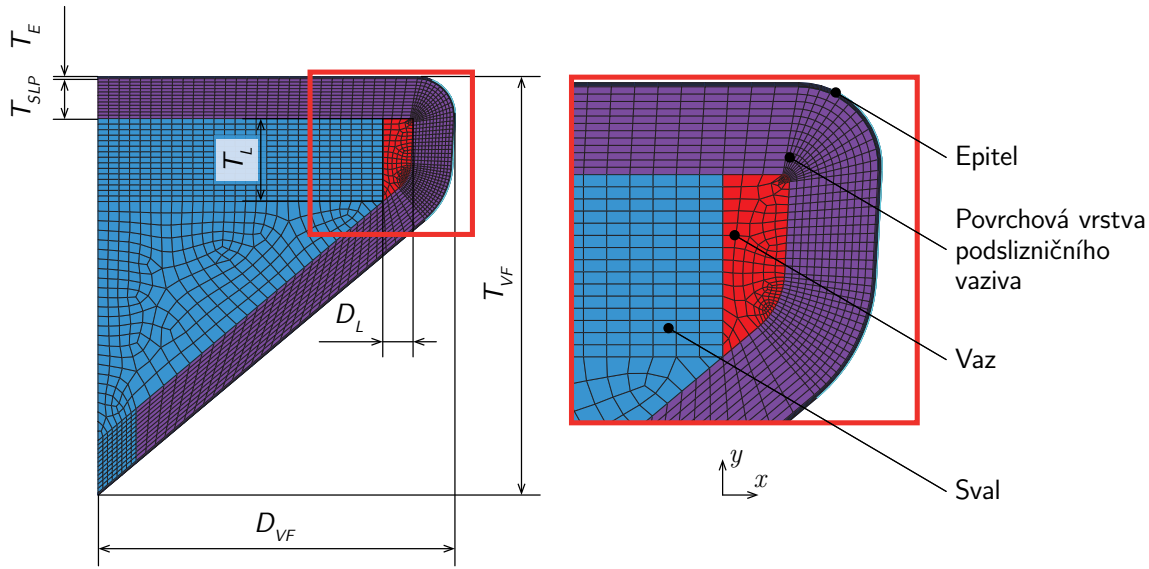 T_E
T_SLP
T_L
T_VF
D_L
D_VF
Epitel
Povrchová vrstva
podslizničního
vaziva
Vaz
Sval
y
x